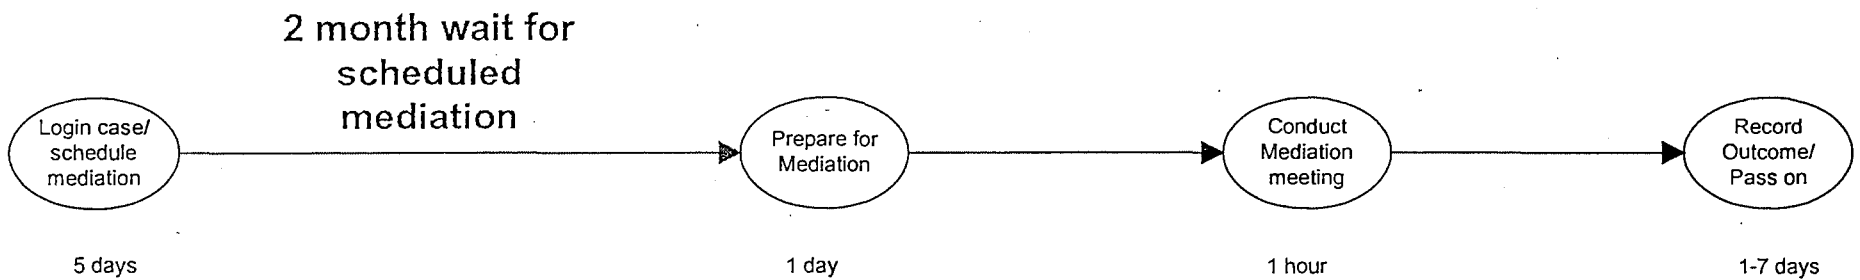 2 month wait for
scheduled
mediation
Login case/
schedule
mediation
Prepare for
Mediation
Conduct
Mediation
meeting
Record
Outcome/
Pass on
5 days
1 day
1 hour
1-7 days